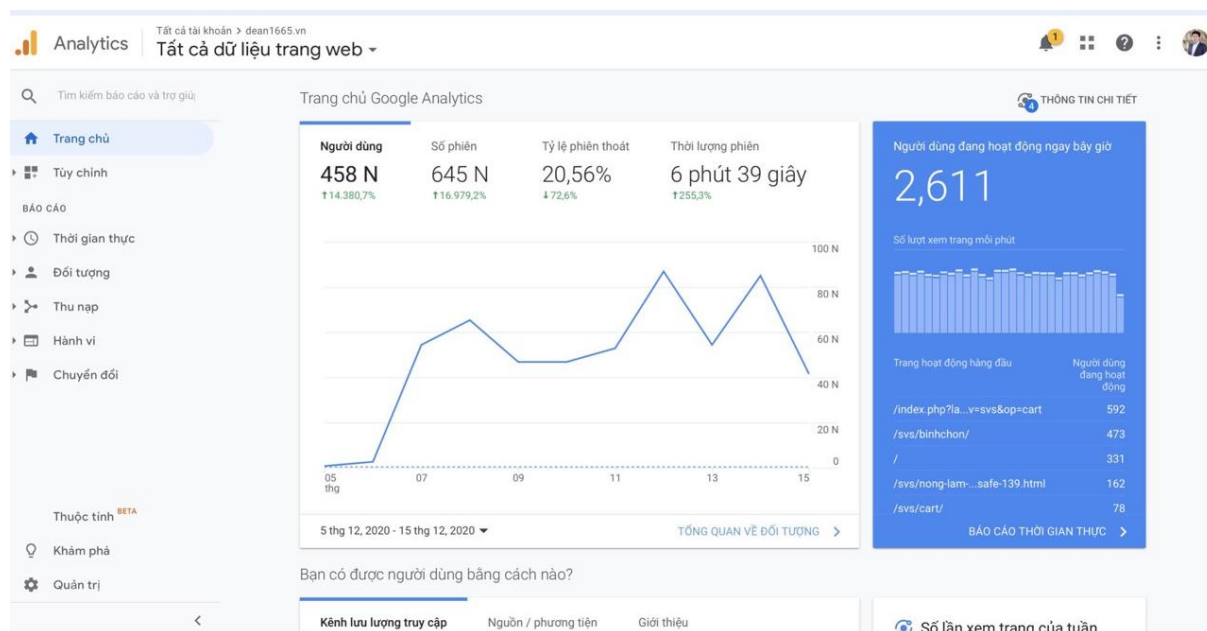 Tất cả tài khoản > dean1665.vn
Analytics
Tất cả dữ liệu trang web
1
Tìm kiếm báo cáo và trợ giúp
Trang chủ
Tùy chỉnh
BÁO CÁO
Thời gian thực
Đối tượng
Thu nạp
Hành vi
Chuyển đổi
Thuộc tính BETA
Khám phá
Quản trị
Trang chủ Google Analytics
4 THÔNG TIN CHI TIẾT
Người dùng Số phiên Tỷ lệ phiên thoát Thời lượng phiên
458 N 645 N 20,56% 6 phút 39 giây
↑14.380,7% ↑16.979,2% ↓72,6% ↑255,3%
100 N
80 N
60 N
40 N
20 N
0
05 07 09 11 13 15
thg
5 thg 12, 2020 - 15 thg 12, 2020 TỔNG QUAN VỀ ĐỐI TƯỢNG
Người dùng đang hoạt động ngay bây giờ
2,611
Số lượt xem trang mỗi phút
Trang hoạt động hàng đầu Người dùng
đang hoạt
động
/index.php?la...v=svs&op=cart 592
/svs/binhchon/ 473
/ 331
/svs/nong-lam-...safe-139.html 162
/svs/cart/ 78
BÁO CÁO THỜI GIAN THỰC
Bạn có được người dùng bằng cách nào?
Kênh lưu lượng truy cập Nguồn / phương tiện Giới thiệu
Số lần xem trang của tuần